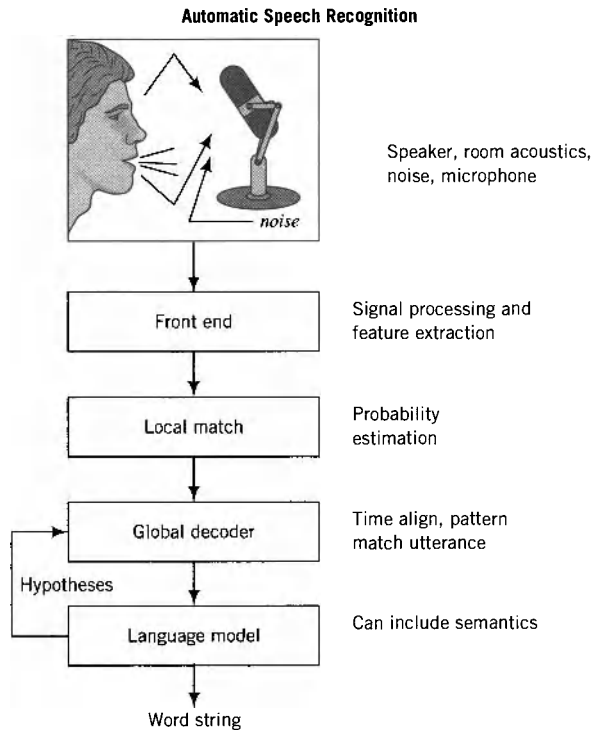 Automatic Speech Recognition
Speaker, room acoustics,
noise, microphone
noise
Front end
Signal processing and
feature extraction
Local match
Probability
estimation
Global decoder
Time align, pattern
match utterance
Hypotheses
Language model
Can include semantics
Word string